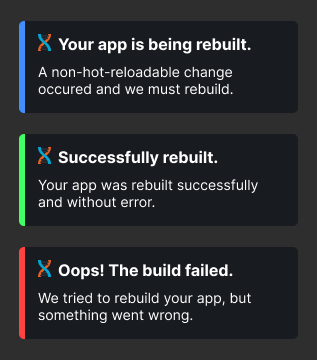 Your app is being rebuilt.
A non-hot-reloadable change
occured and we must rebuild.
Successfully rebuilt.
Your app was rebuilt successfully
and without error.
Oops! The build failed.
We tried to rebuild your app, but
something went wrong.